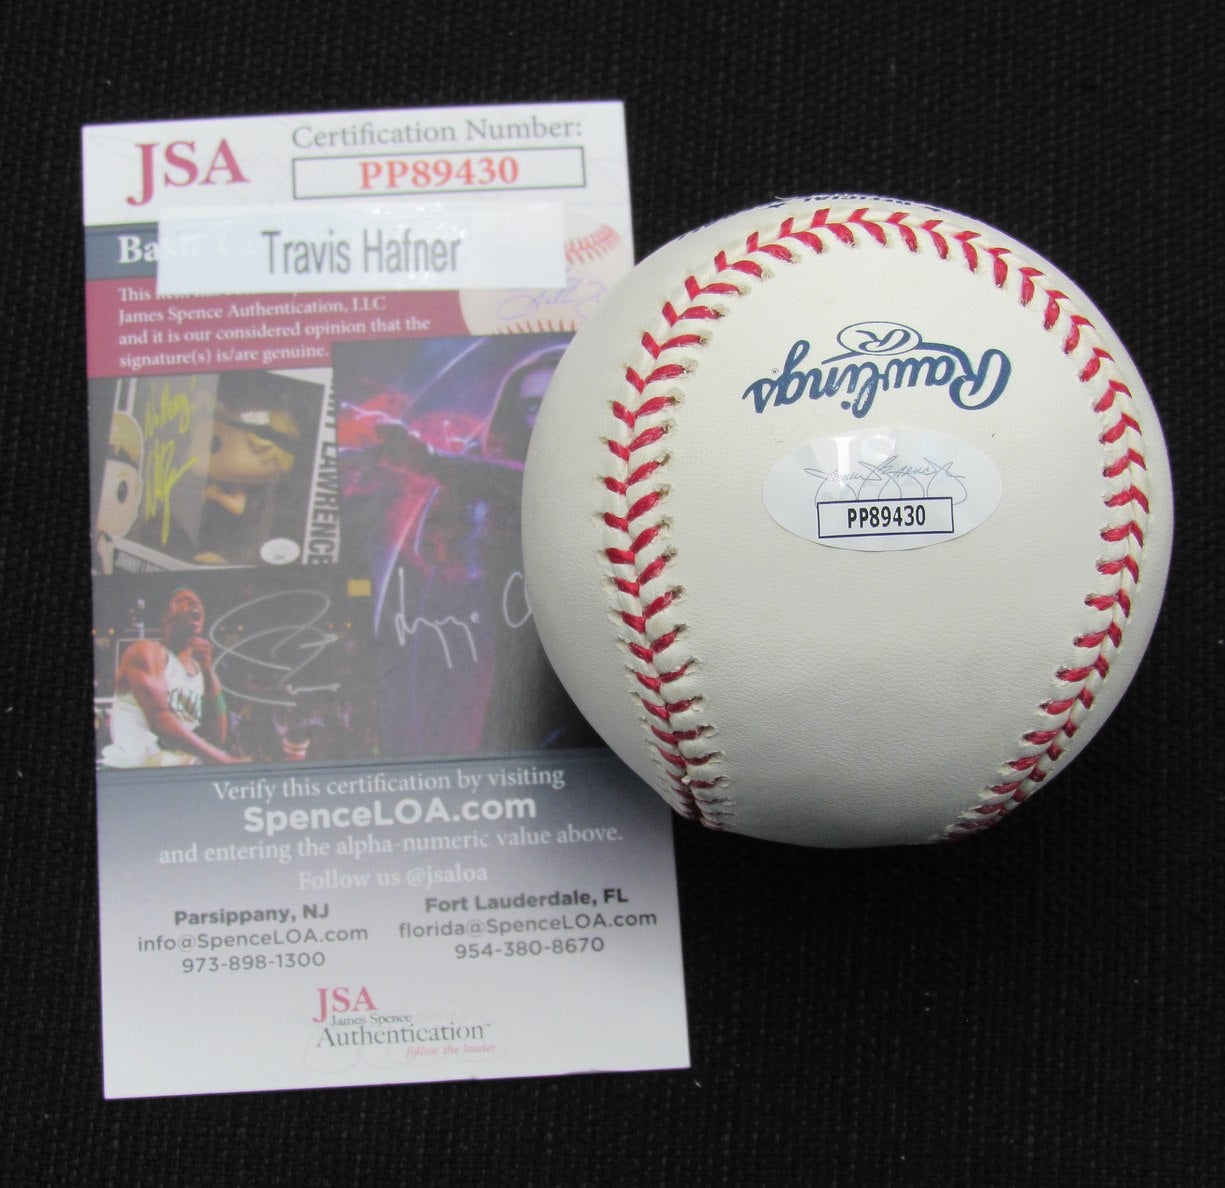 JSA
Certification Number:
PP89430
Ba
Travis Hafner
This
James Spence Authentication, LLC
and it is our considered opinion that the
signature(s) is/are genuine.
LAWRENCE
Verify this certification by visiting
SpenceLOA.com
and entering the alpha-numeric value above.
Follow us @jsaloa
Parsippany, NJ
info@SpenceLOA.com
973-898-1300
Fort Lauderdale, FL
florida@SpenceLOA.com
954-380-8670
JSA
James Spence
Authentication™
follow the leader
OFFICIAL
R
Rawlings®
PP89430